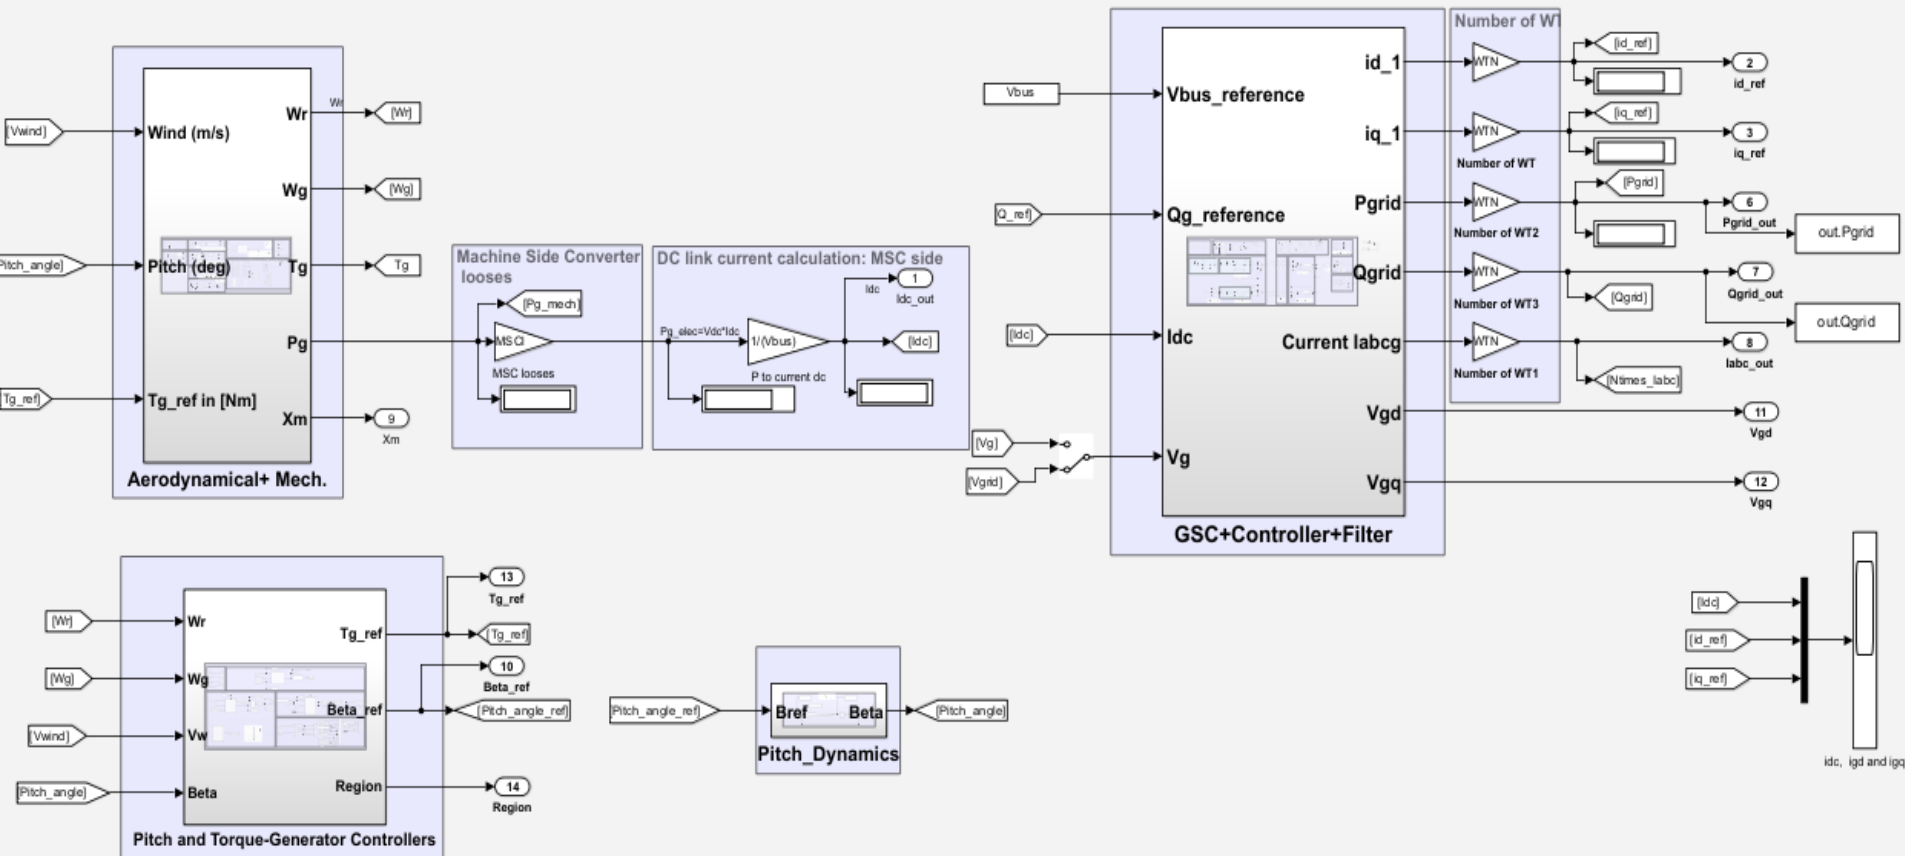 [Vwind]
Pitch_angle]
Tg_ref]
Wind (m/s)
Pitch (deg)
Tg_ref in [Nm]
Wr
Wg
Tg
Pg
Xm
Aerodynamical+ Mech.
Wr
[Wr]
[Wg]
Tg
9
Xm
Machine Side Converter
looses
[Pg_mech]
MSCl
MSC looses
DC link current calculation: MSC side
Pg_elec=Vdc*Idc
1/(Vbus)
P to current dc
Idc
1
Idc_out
[Idc]
Vbus
Q_ref]
[Idc]
[Vg]
[Vgrid]
Vbus_reference
Qg_reference
Idc
Vg
id_1
iq_1
Pgrid
Qgrid
Current Iabcg
Vgd
Vgq
GSC+Controller+Filter
Number of WT
WTN
WTN
Number of WT
WTN
Number of WT2
WTN
Number of WT3
WTN
Number of WT1
[id_ref]
2
id_ref
[iq_ref]
3
iq_ref
[Pgrid]
6
Pgrid_out
out.Pgrid
7
Qgrid_out
[Qgrid]
out.Qgrid
8
Iabc_out
[Ntimes_Iabc]
11
Vgd
12
Vgq
[Wr]
[Wg]
[Vwind]
[Pitch_angle]
Wr
Wg
Vw
Beta
Tg_ref
Beta_ref
Region
Pitch and Torque-Generator Controllers
13
Tg_ref
[Tg_ref]
10
Beta_ref
[Pitch_angle_ref]
14
Region
[Pitch_angle_ref]
Bref
Beta
Pitch_Dynamics
[Pitch_angle]
[Idc]
[id_ref]
[iq_ref]
idc, igd and igq